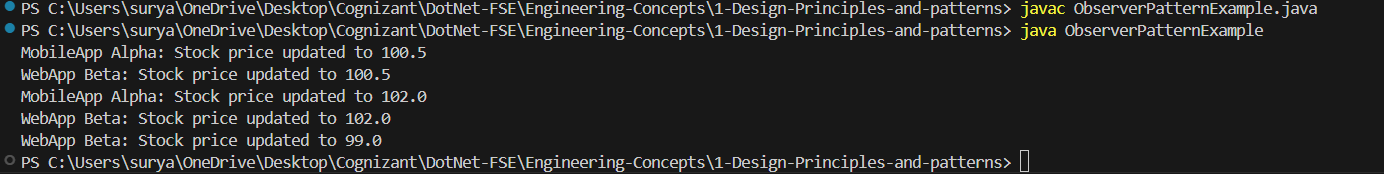 PS C:\Users\surya\OneDrive\Desktop\Cognizant\DotNet-FSE\Engineering-Concepts\1-Design-Principles-and-patterns> javac ObserverPatternExample.java
PS C:\Users\surya\OneDrive\Desktop\Cognizant\DotNet-FSE\Engineering-Concepts\1-Design-Principles-and-patterns> java ObserverPatternExample
MobileApp Alpha: Stock price updated to 100.5
WebApp Beta: Stock price updated to 100.5
MobileApp Alpha: Stock price updated to 102.0
WebApp Beta: Stock price updated to 102.0
WebApp Beta: Stock price updated to 99.0
PS C:\Users\surya\OneDrive\Desktop\Cognizant\DotNet-FSE\Engineering-Concepts\1-Design-Principles-and-patterns>